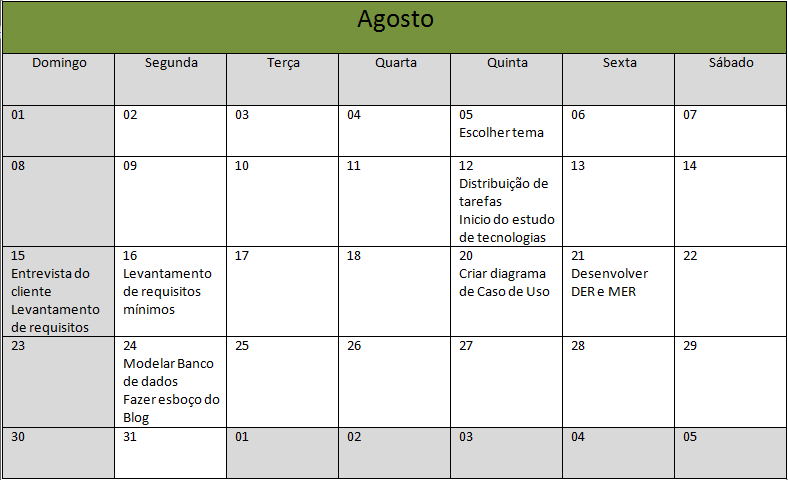 Agosto
Domingo
Segunda
Terça
Quarta
Quinta
Sexta
Sábado
01
02
03
04
05
Escolher tema
06
07
08
09
10
11
12
Distribuição de
tarefas
Inicio do estudo
de tecnologias
13
14
15
Entrevista do
cliente
Levantamento
de requisitos
16
Levantamento
de requisitos
mínimos
17
18
20
Criar diagrama
de Caso de Uso
21
Desenvolver
DER e MER
22
23
24
Modelar Banco
de dados
Fazer esboço do
Blog
25
26
27
28
29
30
31
01
02
03
04
05